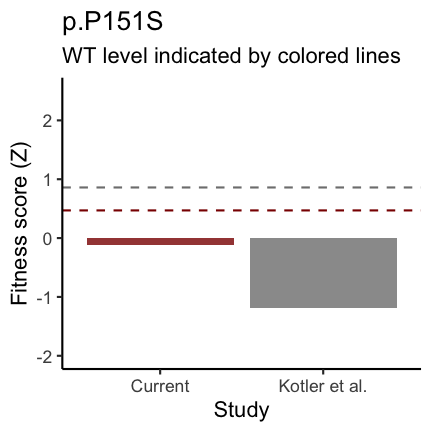 p.P151S
WT level indicated by colored lines
Fitness score (Z)
2
1
0
-1
-2
Current Kotler et al.
Study